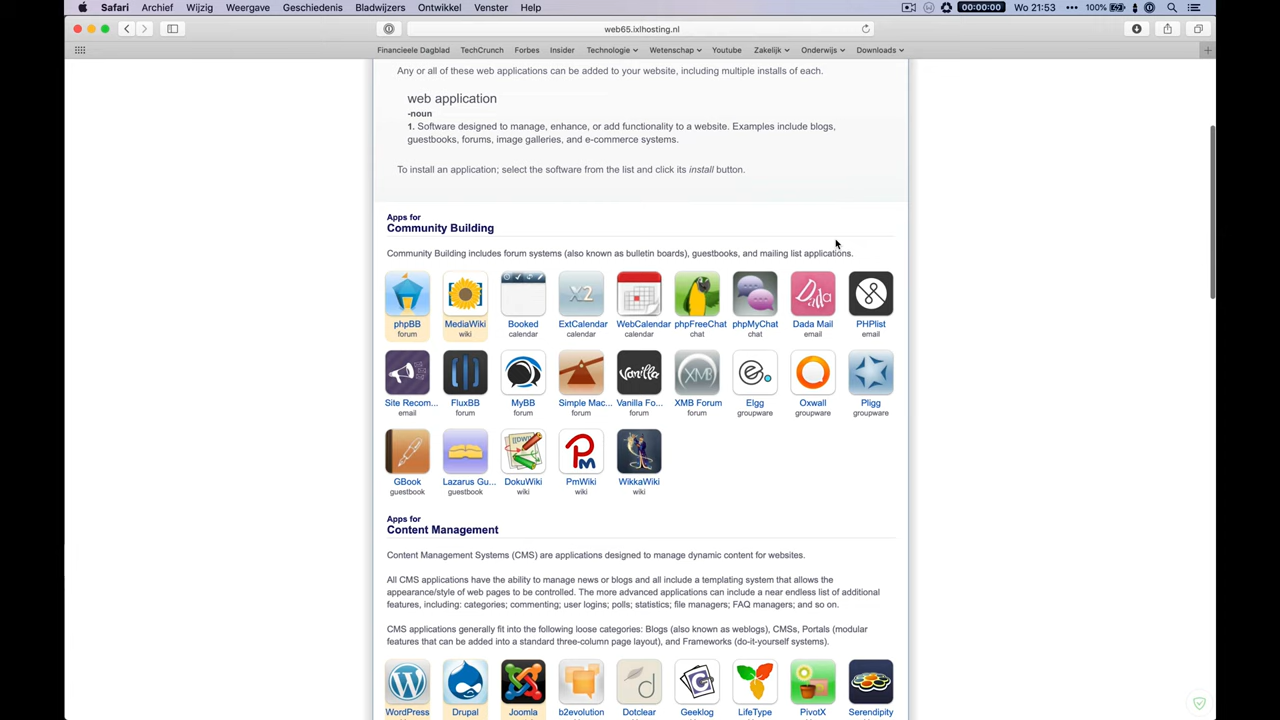 Safari Archief Wijzig Weergave Geschiedenis Bladwijzers Ontwikkel Venster Help 00:00:00 Wo 21:53 100%
web65.ixlhosting.nl
Financieele Dagblad TechCrunch Forbes Insider Technologie Wetenschap Youtube Zakelijk Onderwijs Downloads
Any or all of these web applications can be added to your website, including multiple installs of each.
web application
-noun
1. Software designed to manage, enhance, or add functionality to a website. Examples include blogs,
guestbooks, forums, image galleries, and e-commerce systems.
To install an application; select the software from the list and click its install button.
Apps for
Community Building
Community Building includes forum systems (also known as bulletin boards), guestbooks, and mailing list applications.
X2 Dada
phpBB MediaWiki Booked ExtCalendar WebCalendar phpFreeChat phpMyChat Dada Mail PHPlist
forum wiki calendar calendar calendar chat chat email email
Vanilla XMB
Site Recom... FluxBB MyBB Simple Mac... Vanilla Fo... XMB Forum Elgg Oxwall Pligg
email forum forum forum forum forum groupware groupware groupware
Pm
GBook Lazarus Gu... DokuWiki PmWiki WikkaWiki
guestbook guestbook wiki wiki wiki
Apps for
Content Management
Content Management Systems (CMS) are applications designed to manage dynamic content for websites.
All CMS applications have the ability to manage news or blogs and all include a templating system that allows the
appearance/style of web pages to be controlled. The more advanced applications can include a near endless list of additional
features, including: categories; commenting; user logins; polls; statistics; file managers; FAQ managers; and so on.
CMS applications generally fit into the following loose categories: Blogs (also known as weblogs), CMSs, Portals (modular
features that can be added into a standard three-column page layout), and Frameworks (do-it-yourself systems).
WordPress Drupal Joomla b2evolution Dotclear Geeklog LifeType PivotX Serendipity